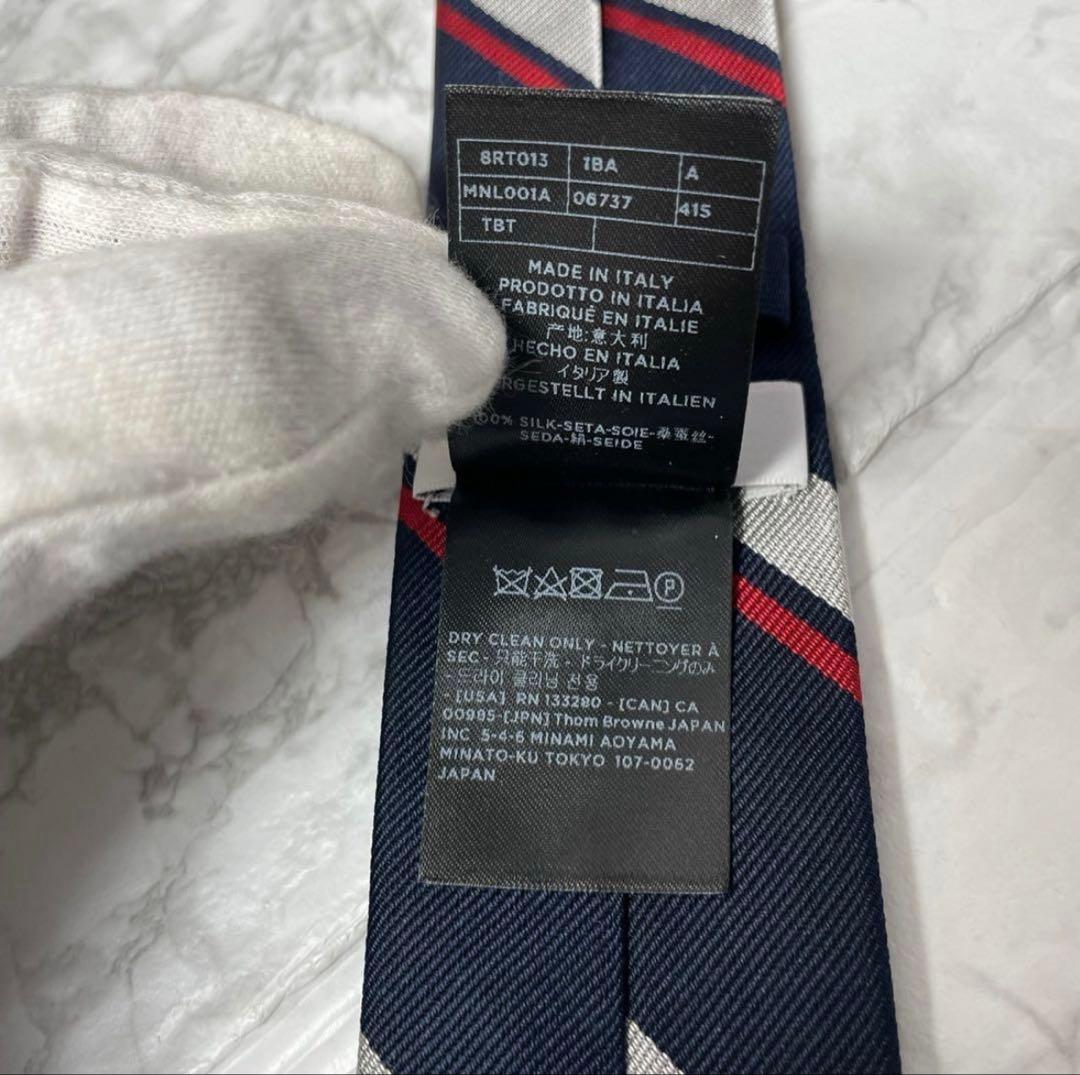 8RT013 1BA A
MNL001A 06737 415
TBT
MADE IN ITALY
PRODOTTO IN ITALIA
FABRIQUÉ EN ITALIE
产地:意大利
HECHO EN ITALIA
イタリア製
ERGESTELLT IN ITALIEN
00% SILK-SETA-SOIE-桑蚕丝-
SEDA-絹-SEIDE
P
DRY CLEAN ONLY - NETTOYER À
SEC - 只能干洗 - ドライクリーニングのみ
- 드라이 클리닝 전용
- [USA] RN 133280 - [CAN] CA
00985-[JPN] Thom Browne JAPAN
INC 5-4-6 MINAMI AOYAMA
MINATO-KU TOKYO 107-0062
JAPAN